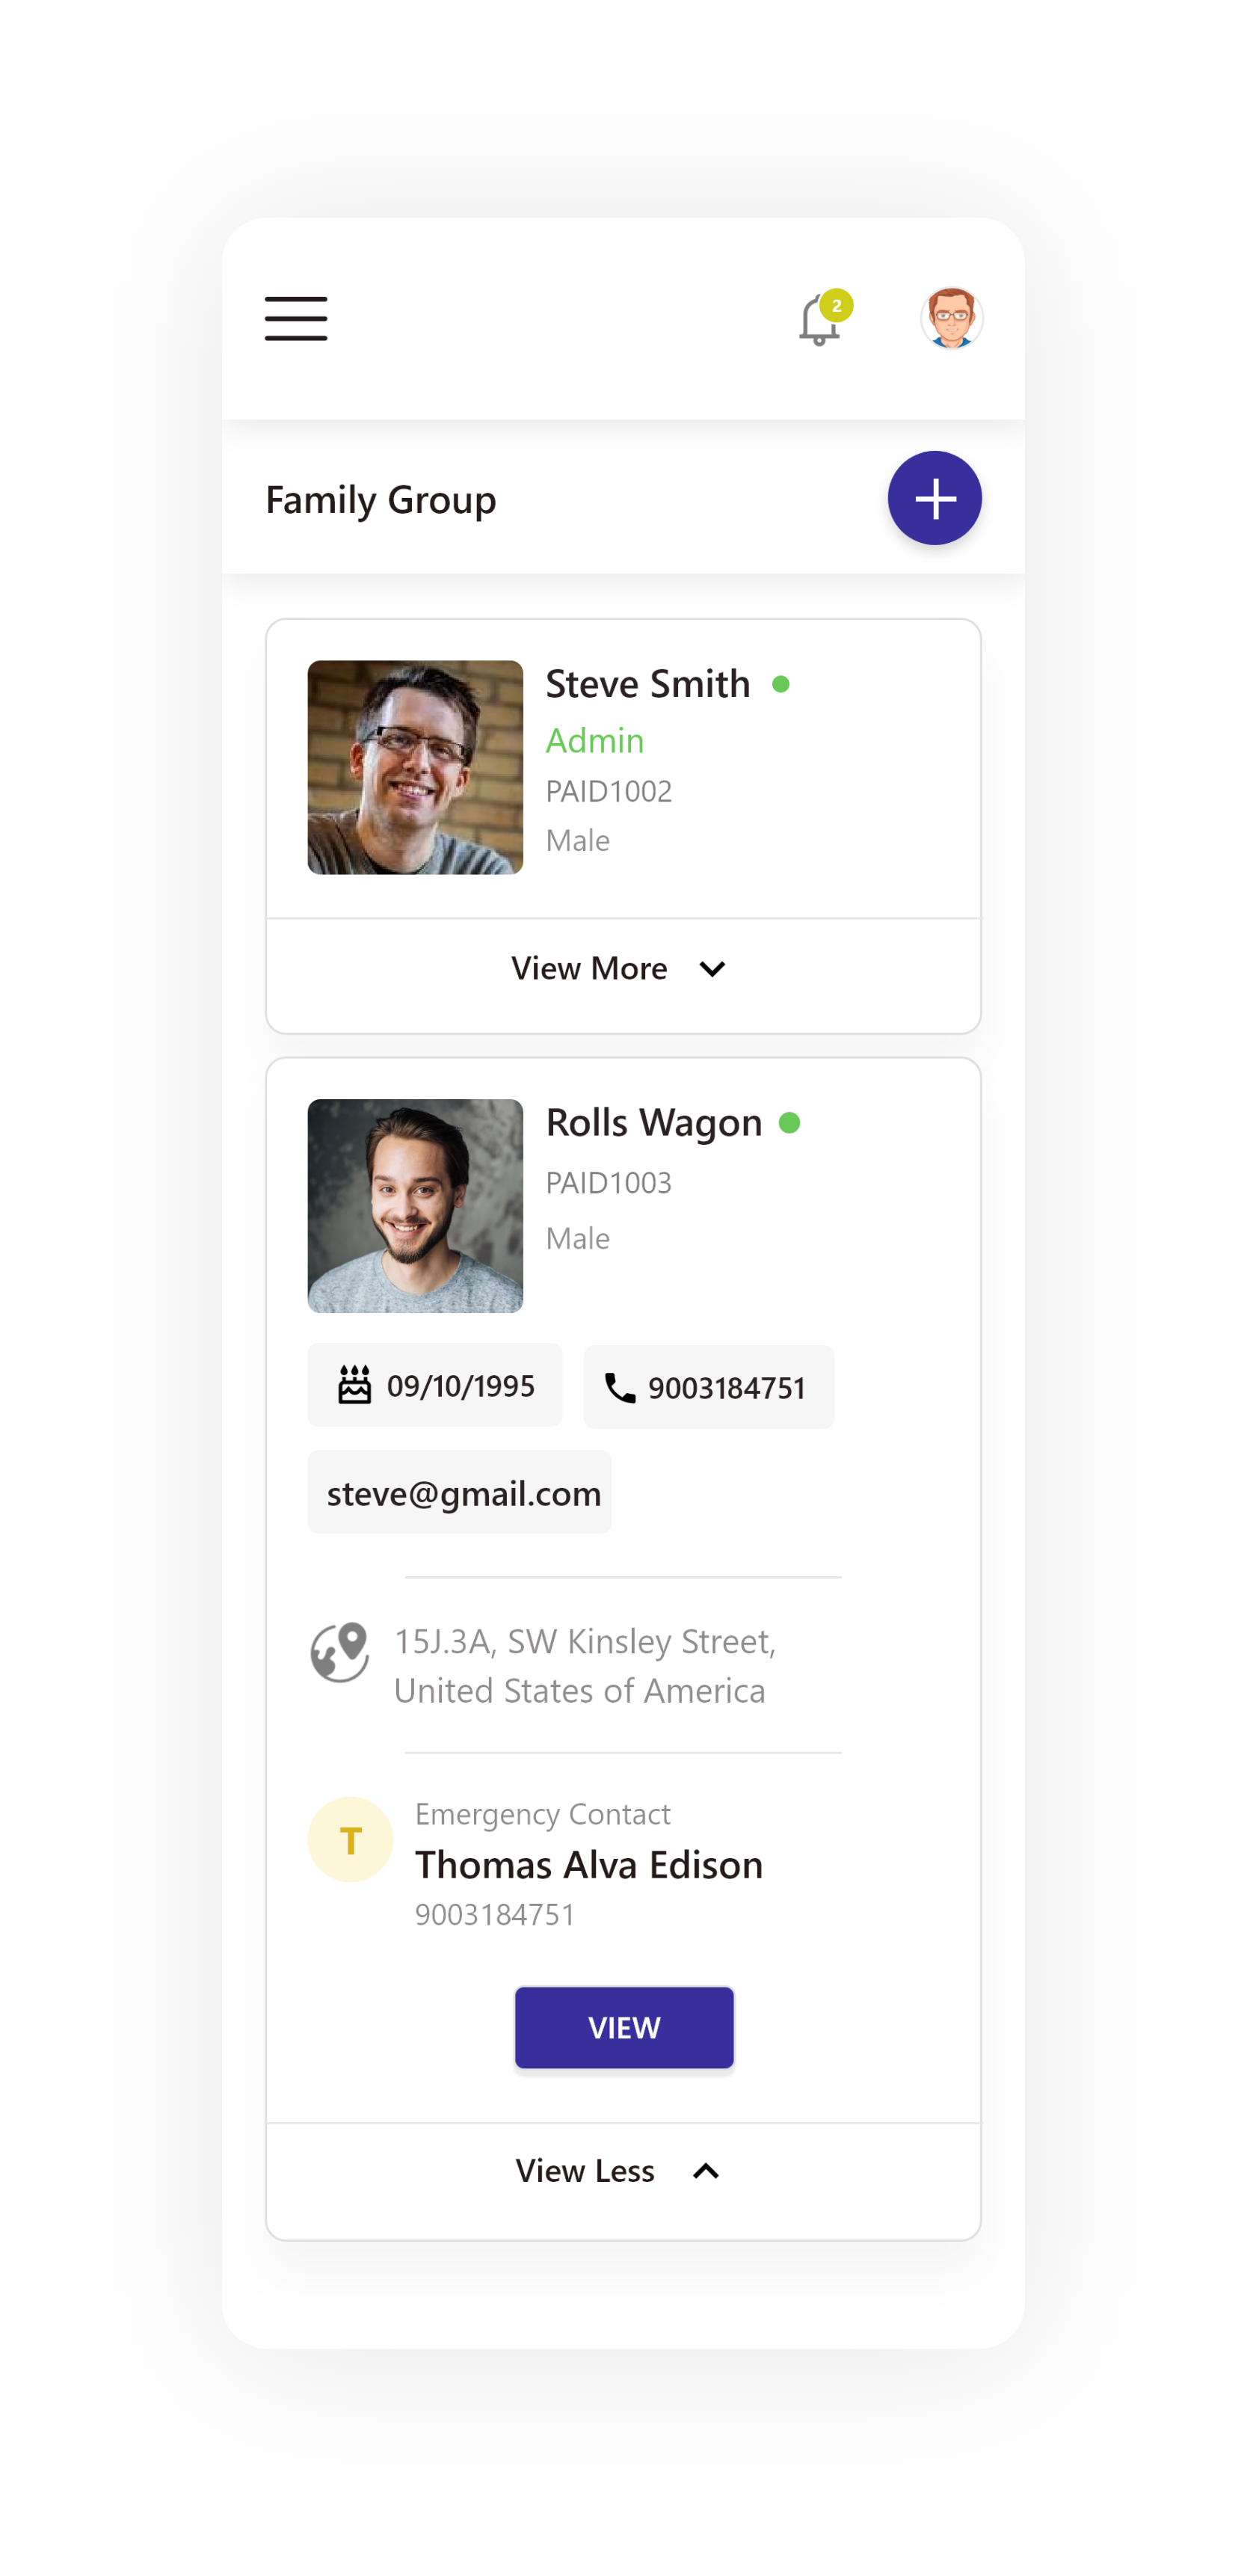 2
Family Group
Steve Smith
Admin
PAID1002
Male
View More
Rolls Wagon
PAID1003
Male
09/10/1995
9003184751
steve@gmail.com
15J.3A, SW Kinsley Street,
United States of America
Emergency Contact
T
Thomas Alva Edison
9003184751
VIEW
View Less